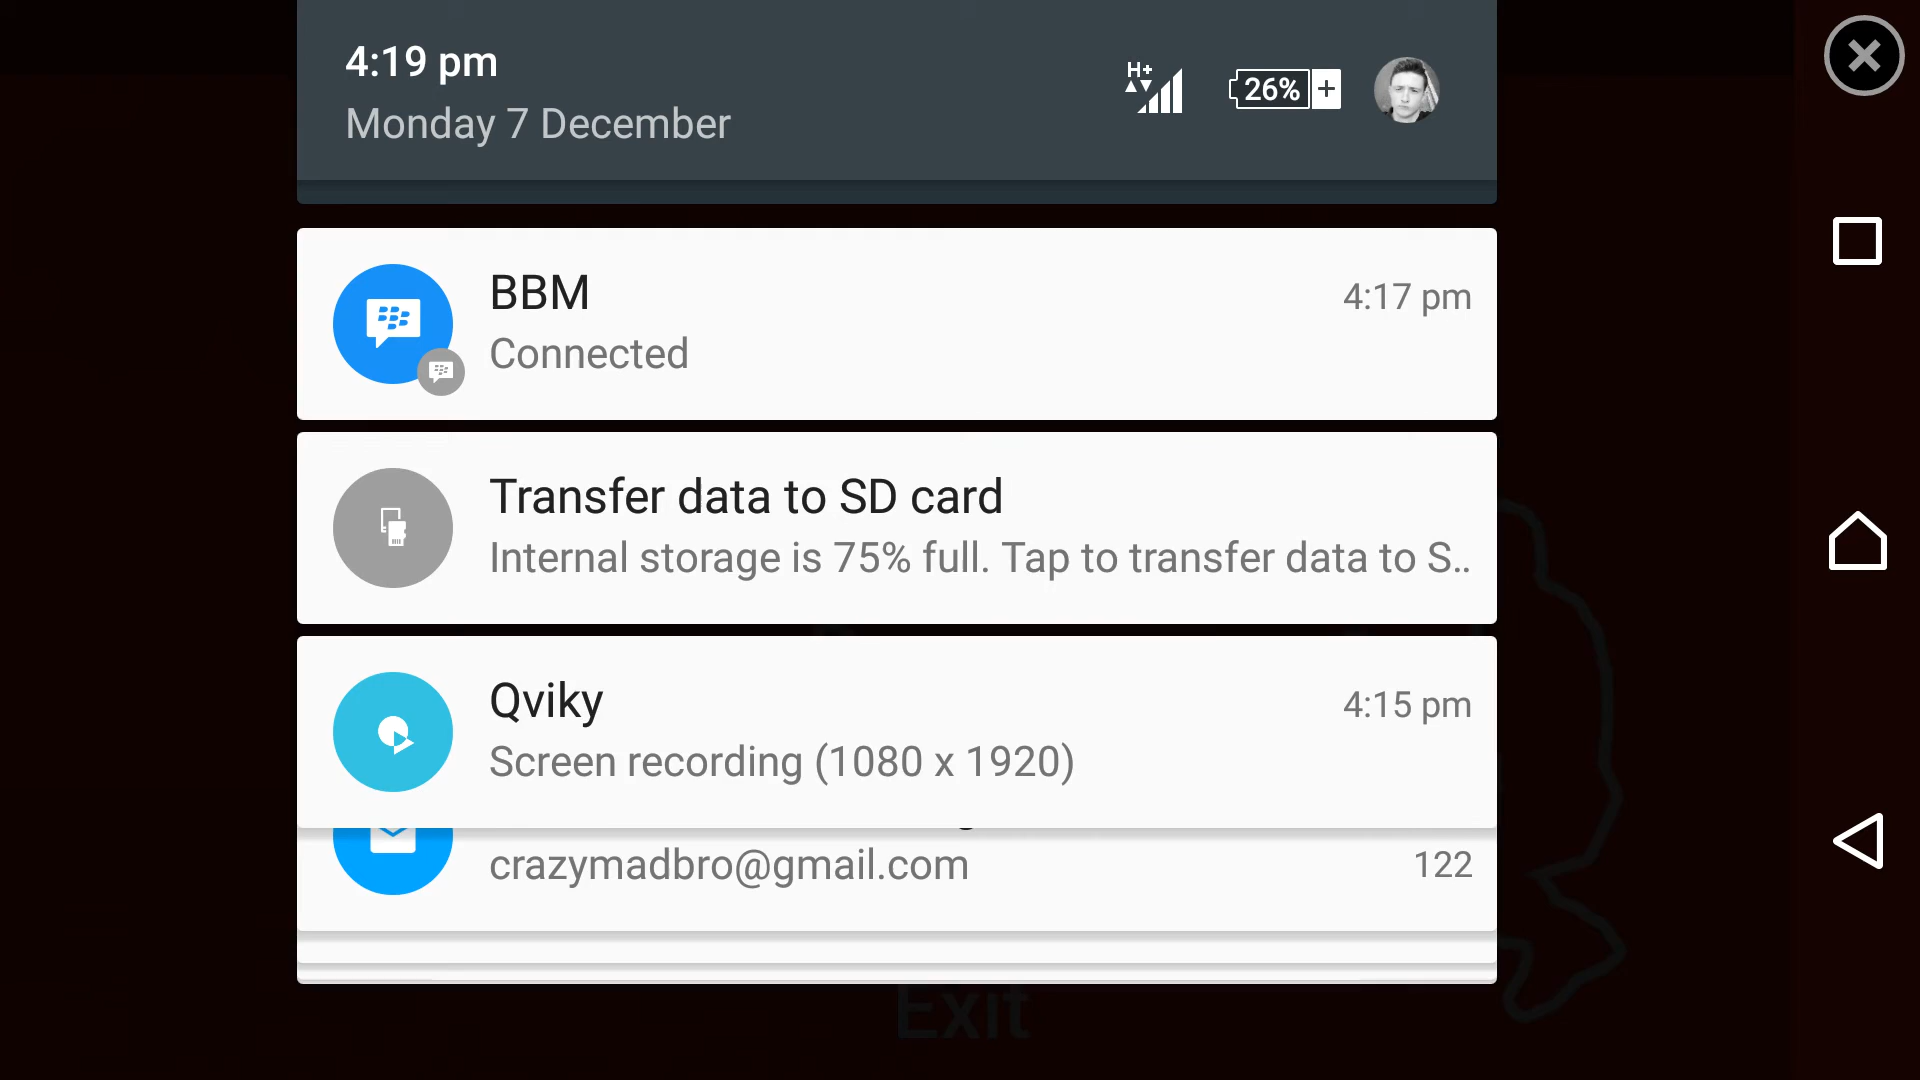 4:19 pm
H+
26%
Monday 7 December
BBM
4:17 pm
Connected
Transfer data to SD card
Internal storage is 75% full. Tap to transfer data to S..
Qviky
4:15 pm
Screen recording (1080 x 1920)
crazymadbro@gmail.com
122
Exit